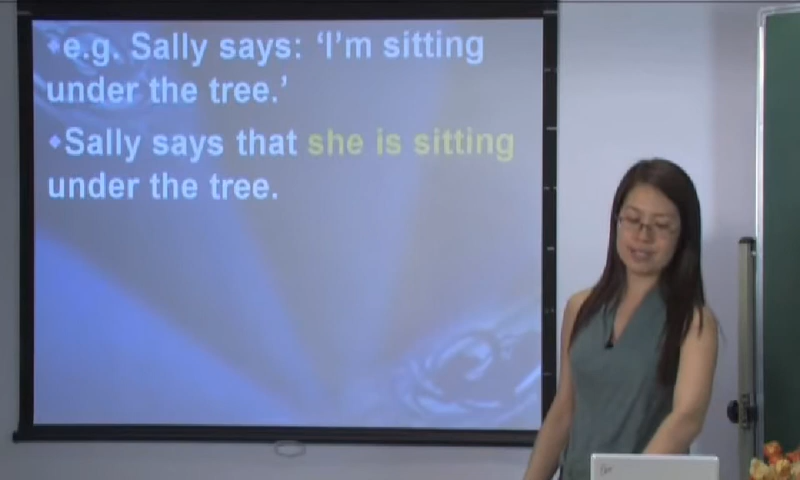 e.g. Sally says: ‘I’m sitting
under the tree.’
Sally says that she is sitting
under the tree.